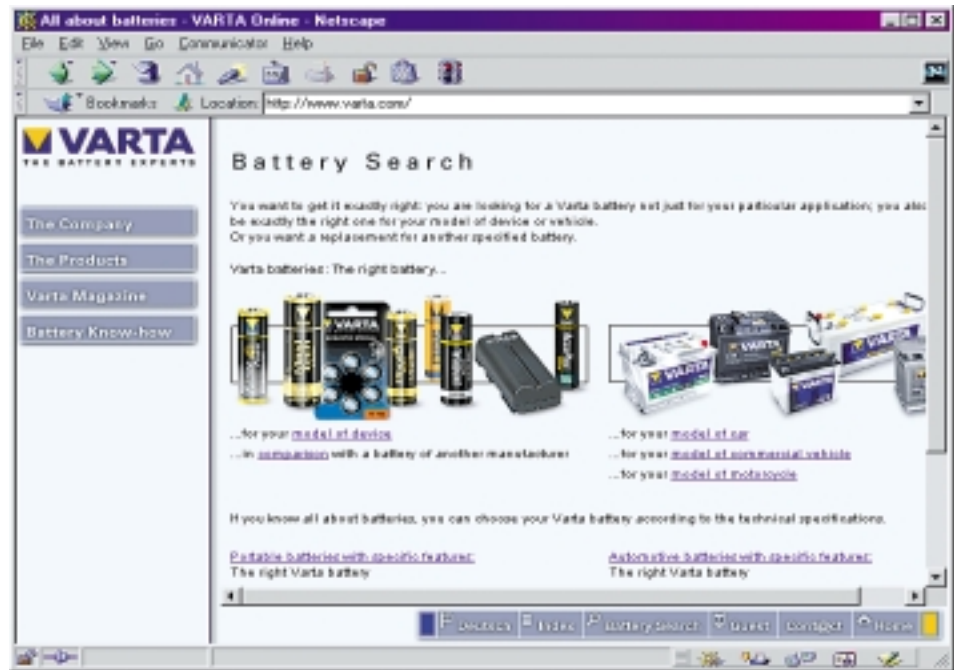 All about batteries - VARTA Online - Netscape
File Edit View Go Communicator Help
Bookmarks Location: http://www.varta.com/
VARTA
THE BATTERY EXPERTS
The Company
The Products
Varta Magazine
Battery Know-how
Battery Search
You want to get it exactly right: you are looking for a Varta battery not just for your particular application; you also
be exactly the right one for your model of device or vehicle.
Or you want a replacement for another specified battery.
Varta batteries: The right battery...
VARTA
VARTA
VARTA
VARTA
VARTA
...for your model of device
...in comparison with a battery of another manufacturer
...for your model of car
...for your model of commercial vehicle
...for your model of motorcycle
If you know all about batteries, you can choose your Varta battery according to the technical specifications.
Portable batteries with specific features:
The right Varta battery
Automotive batteries with specific features:
The right Varta battery
Deutsch Index Battery Search Guest Cont@ct Home